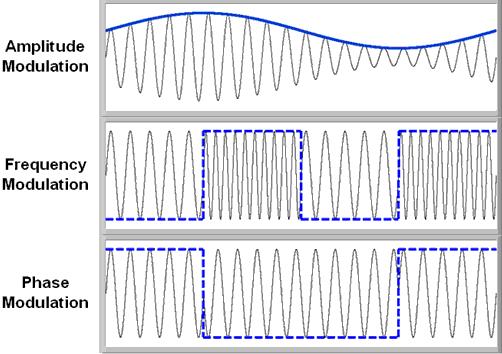 Amplitude
Modulation
Frequency
Modulation
Phase
Modulation